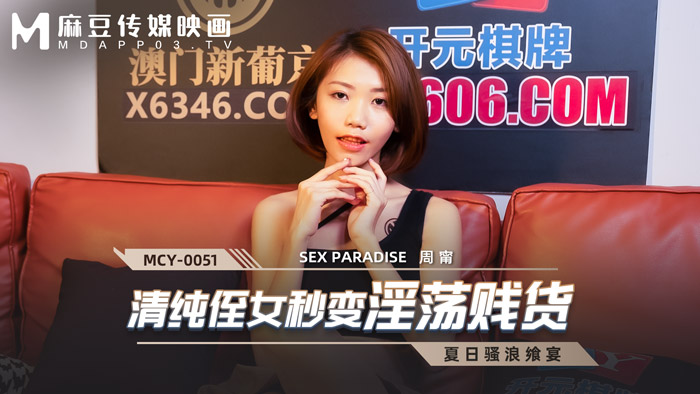 麻豆传媒映画
MDAPP03.TV
澳门新葡京
X6346.COM
开元棋牌
606.COM
MCY-0051
SEX PARADISE 周甯
清纯侄女秒变淫荡贱货
夏日骚浪飨宴